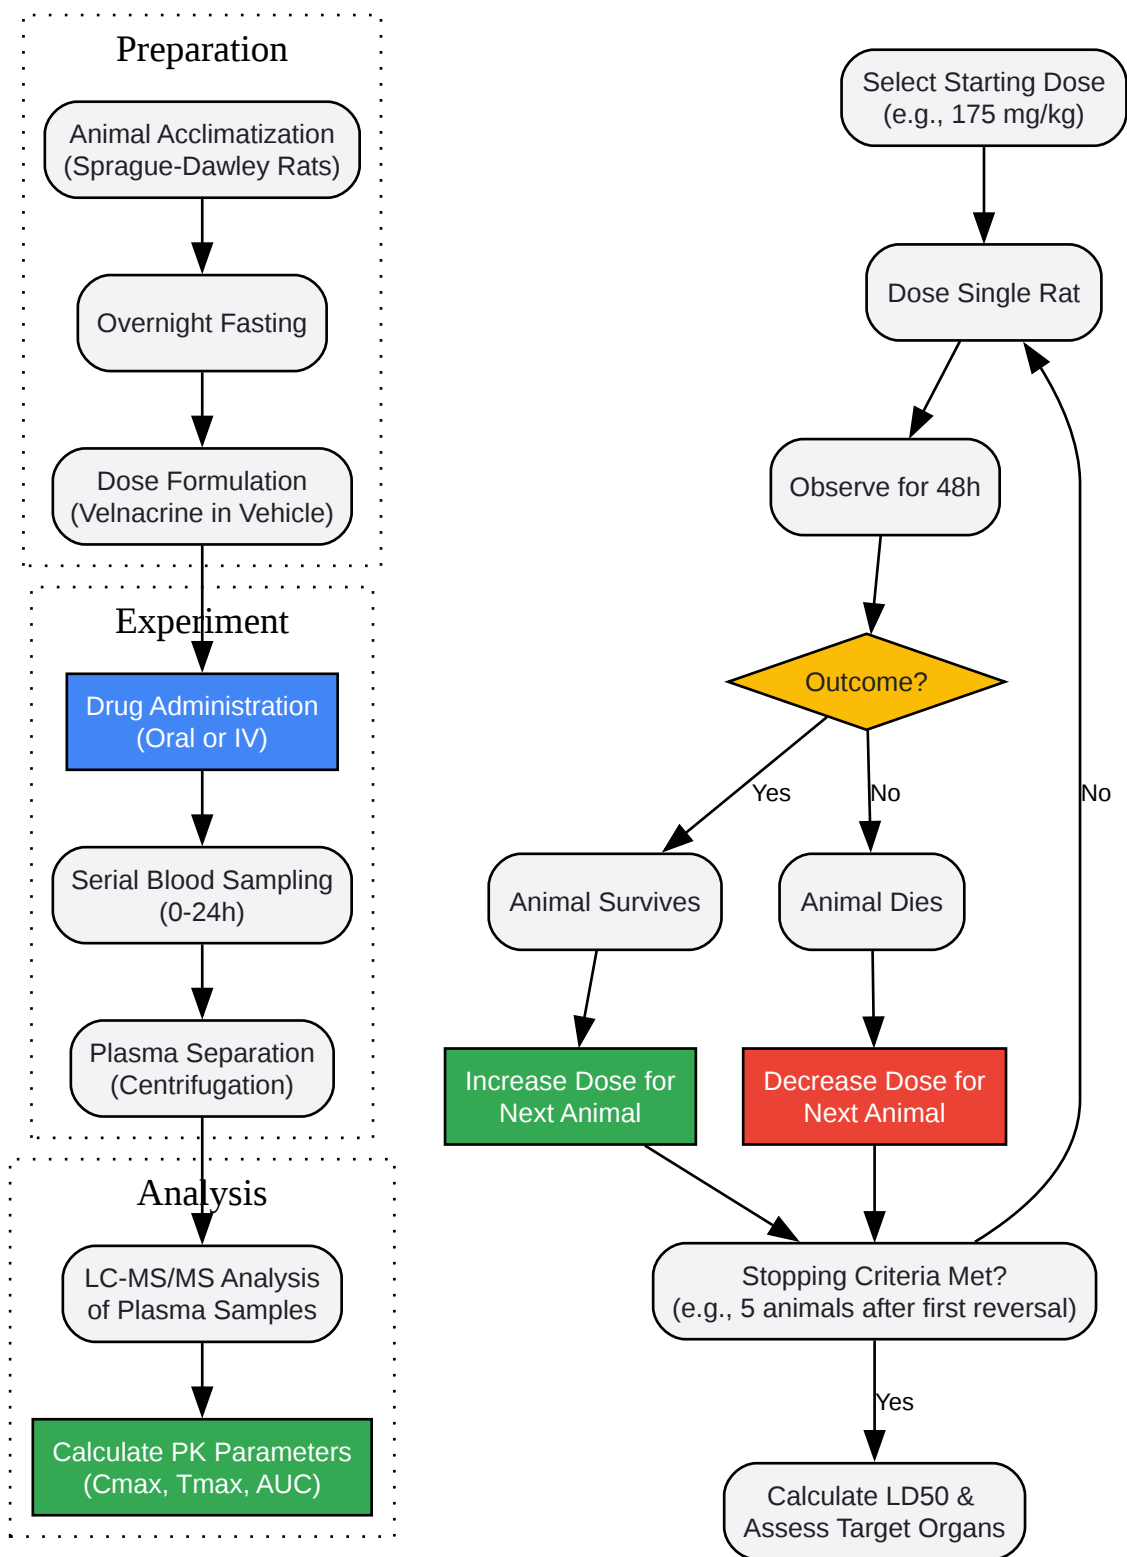 Preparation
Animal Acclimatization
(Sprague-Dawley Rats)
Overnight Fasting
Dose Formulation
(Velnacrine in Vehicle)
Experiment
Drug Administration
(Oral or IV)
Serial Blood Sampling
(0-24h)
Plasma Separation
(Centrifugation)
Analysis
LC-MS/MS Analysis
of Plasma Samples
Calculate PK Parameters
(Cmax, Tmax, AUC)
Select Starting Dose
(e.g., 175 mg/kg)
Dose Single Rat
Observe for 48h
Outcome?
Yes
No
No
Animal Survives
Animal Dies
Increase Dose for
Next Animal
Decrease Dose for
Next Animal
Stopping Criteria Met?
(e.g., 5 animals after first reversal)
Yes
Calculate LD50 &
Assess Target Organs